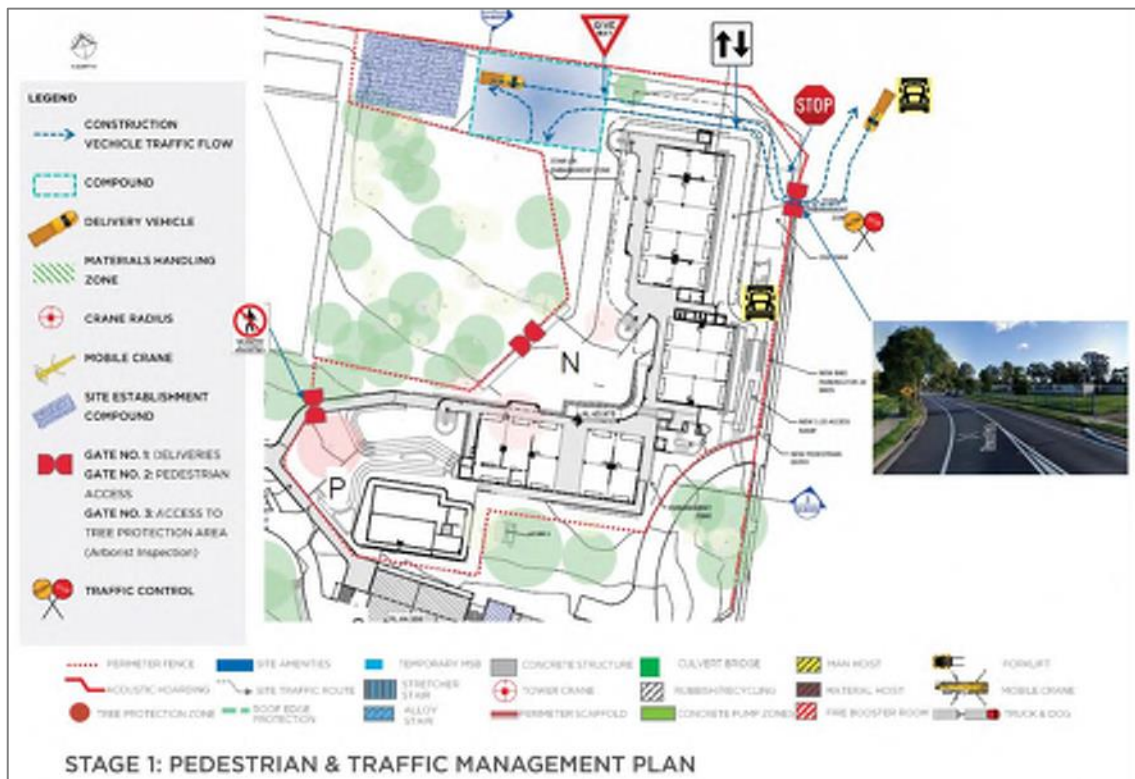 GIVE
WAY
STOP
LEGEND
CONSTRUCTION
VECHICLE TRAFFIC FLOW
COMPOUND
DELIVERY VEHICLE
MATERIALS HANDLING
ZONE
CRANE RADIUS
MOBILE CRANE
SITE ESTABLISHMENT
COMPOUND
GATE NO. 1: DELIVERIES
GATE NO. 2: PEDESTRIAN
ACCESS
GATE NO. 3: ACCESS TO
TREE PROTECTION AREA
(Arborist Inspection)
TRAFFIC CONTROL
N
P
PERIMETER FENCE
SITE AMENITIES
TEMPORARY MSB
CONCRETE STRUCTURE
CULVERT BRIDGE
MAN HOIST
FORKLIFT
ACOUSTIC HOARDING
SITE TRAFFIC ROUTE
STRETCHER
STAIR
TOWER CRANE
RUBBISH/RECYCLING
MATERIAL HOIST
MOBILE CRANE
TREE PROTECTION ZONE
ROOF EDGE
PROTECTION
ALLOY
STAIR
PERIMETER SCAFFOLD
CONCRETE PUMP ZONES
FIRE BOOSTER ROOM
TRUCK & DOG
STAGE 1: PEDESTRIAN & TRAFFIC MANAGEMENT PLAN